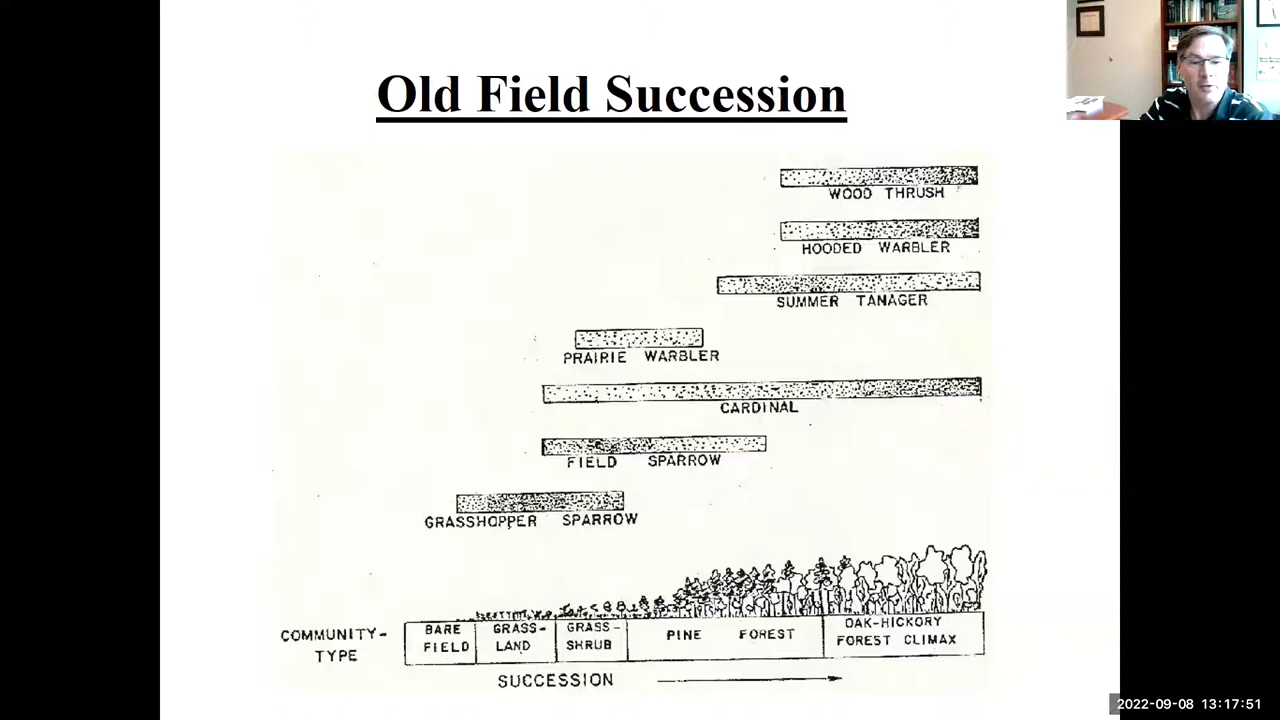 Old Field Succession
WOOD THRUSH
HOODED WARBLER
SUMMER TANAGER
PRAIRIE WARBLER
CARDINAL
FIELD SPARROW
GRASSHOPPER SPARROW
COMMUNITY-
TYPE
BARE
FIELD
GRASS-
LAND
GRASS-
SHRUB
PINE FOREST
OAK-HICKORY
FOREST CLIMAX
SUCCESSION
2022-09-08 13:17:51